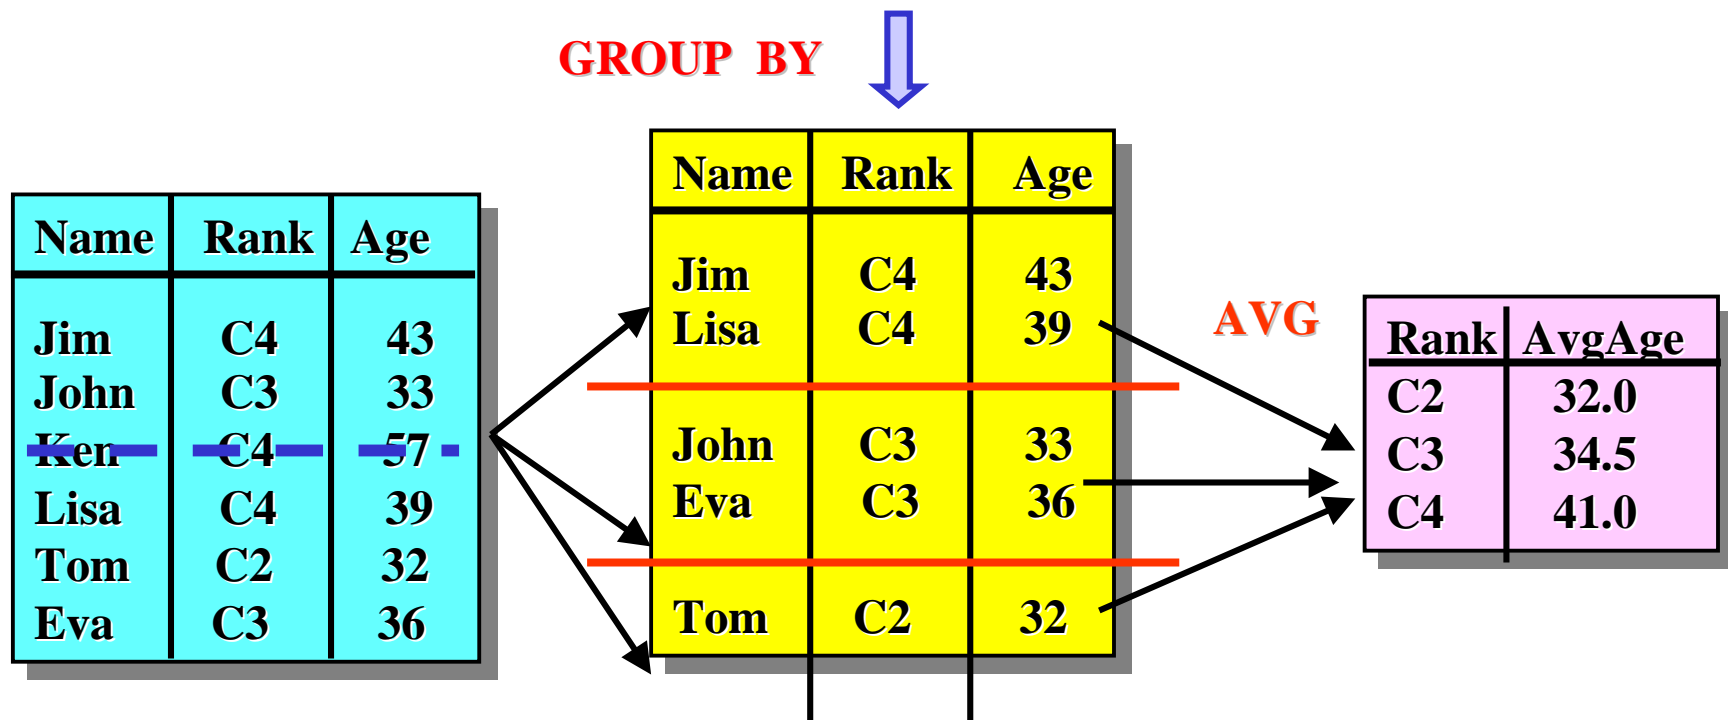 GROUP BY
Name Rank Age
Jim C4 43
John C3 33
Ken C4 57
Lisa C4 39
Tom C2 32
Eva C3 36
Name Rank Age
Jim C4 43
Lisa C4 39
John C3 33
Eva C3 36
Tom C2 32
AVG
Rank AvgAge
C2 32.0
C3 34.5
C4 41.0